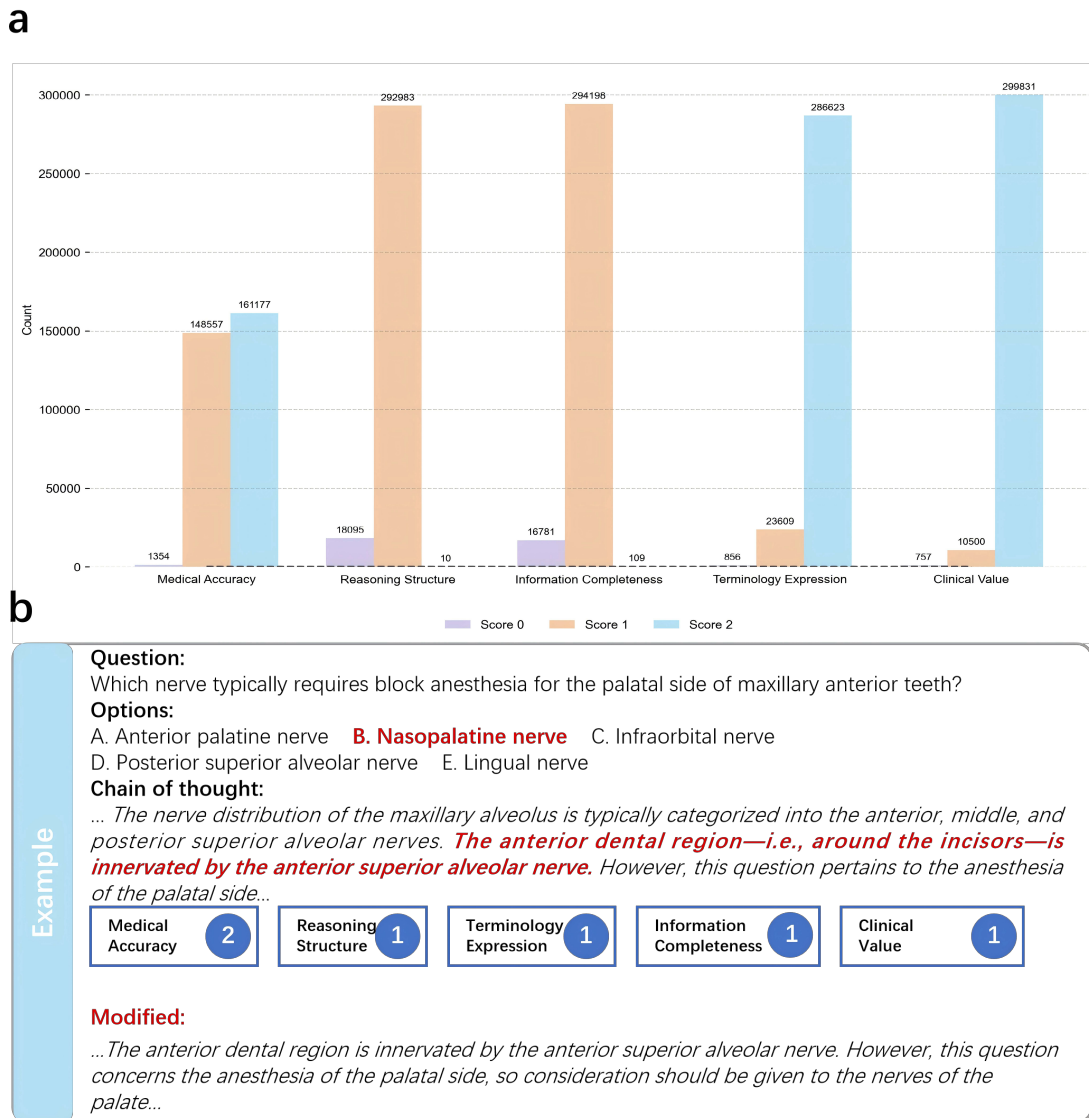 a
300000
250000
200000
150000
100000
50000
0
Count
1354
148557
161177
18095
292983
10
16781
294198
109
856
23609
286623
757
10500
299831
Medical Accuracy
Reasoning Structure
Information Completeness
Terminology Expression
Clinical Value
Score 0
Score 1
Score 2
b
Example
Question:
Which nerve typically requires block anesthesia for the palatal side of maxillary anterior teeth?
Options:
A. Anterior palatine nerve B. Nasopalatine nerve C. Infraorbital nerve
D. Posterior superior alveolar nerve E. Lingual nerve
Chain of thought:
... The nerve distribution of the maxillary alveolus is typically categorized into the anterior, middle, and
posterior superior alveolar nerves. The anterior dental region—i.e., around the incisors—is
innervated by the anterior superior alveolar nerve. However, this question pertains to the anesthesia
of the palatal side...
Medical
Accuracy
2
Reasoning
Structure
1
Terminology
Expression
1
Information
Completeness
1
Clinical
Value
1
Modified:
...The anterior dental region is innervated by the anterior superior alveolar nerve. However, this question
concerns the anesthesia of the palatal side, so consideration should be given to the nerves of the
palate...